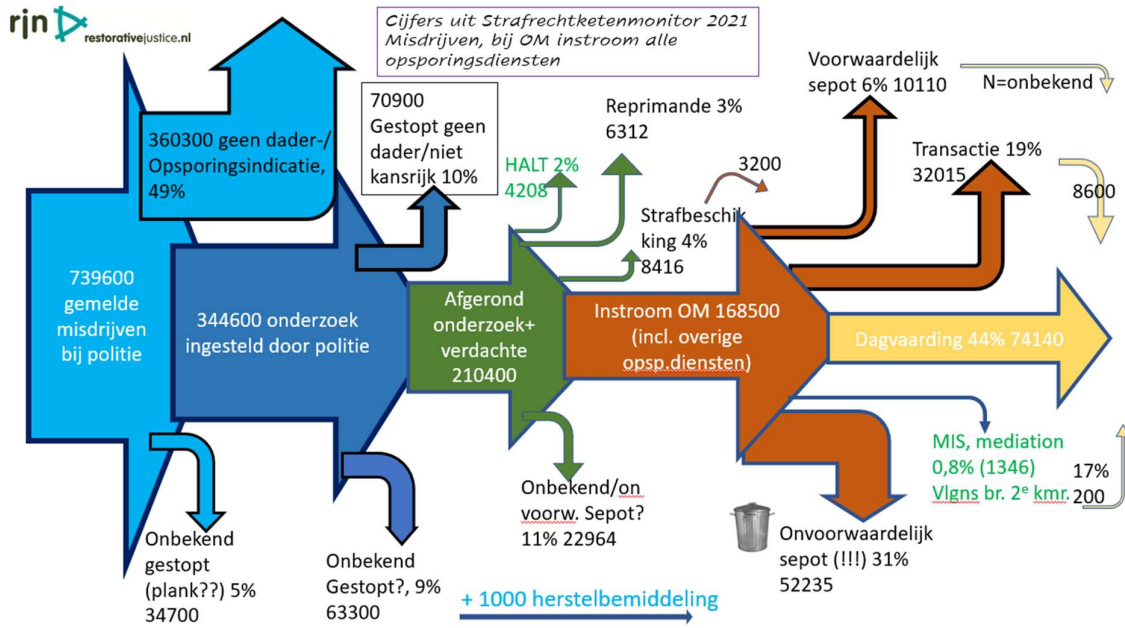 rjn
restorativejustice.nl
Cijfers uit Strafrechtketenmonitor 2021
Misdrijven, bij OM instroom alle
opsporingsdiensten
360300 geen dader-/
Opsporingsindicatie,
49%
70900
Gestopt geen
dader/niet
kansrijk 10%
HALT 2%
4208
Reprimande 3%
6312
Strafbeschik
king 4%
8416
3200
Voorwaardelijk
sepot 6% 10110
N=onbekend
Transactie 19%
32015
8600
739600
gemelde
misdrijven
bij politie
344600 onderzoek
ingesteld door politie
Afgerond
onderzoek+
verdachte
210400
Instroom OM 168500
(incl. overige
opsp.diensten)
Dagvaarding 44% 74140
Onbekend
gestopt
(plank??) 5%
34700
Onbekend
Gestopt?, 9%
63300
Onbekend/on
voorw. Sepot?
11% 22964
Onvoorwaardelijk
sepot (!!!) 31%
52235
MIS, mediation
0,8% (1346)
Vlgns br. 2e kmr.
17%
200
+ 1000 herstelbemiddeling